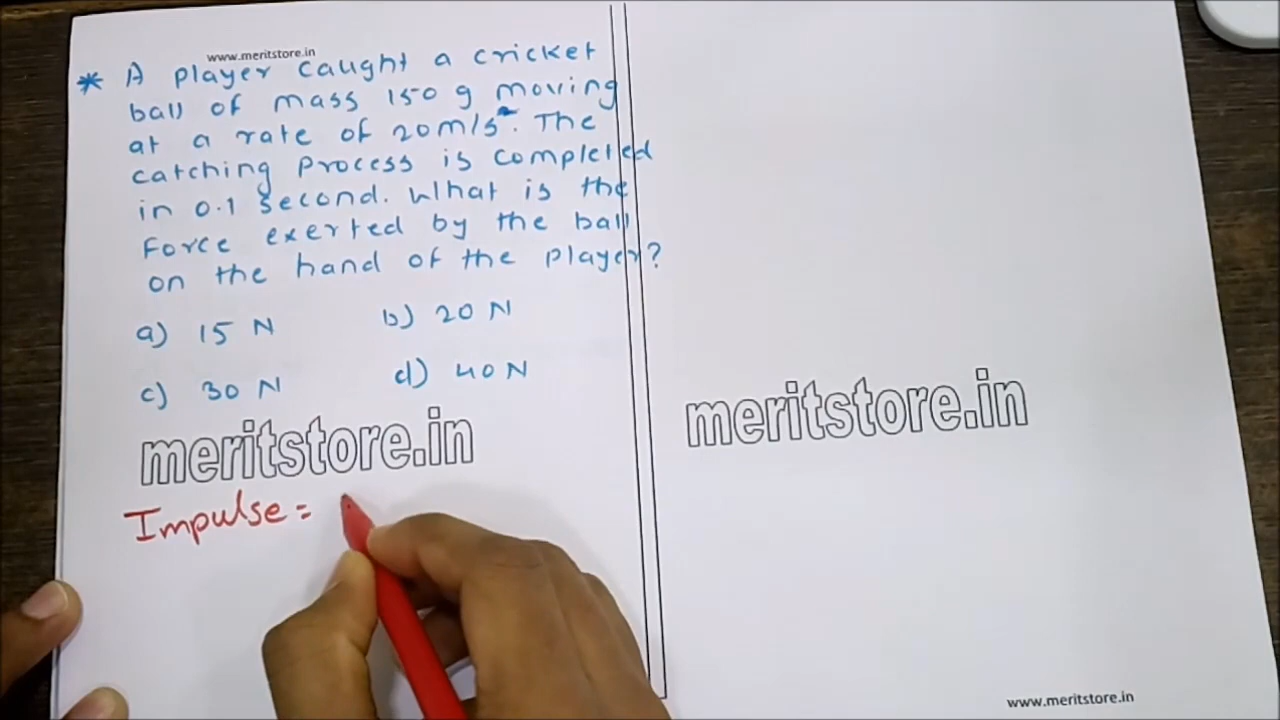 www.meritstore.in
* A player caught a cricket
ball of mass 150 g moving
at a rate of 20m/s. The
catching process is completed
in 0.1 second. What is the
force exerted by the ball
on the hand of the player?
a) 15 N b) 20 N
c) 30 N d) 40 N
meritstore.in
Impulse =
meritstore.in
www.meritstore.in